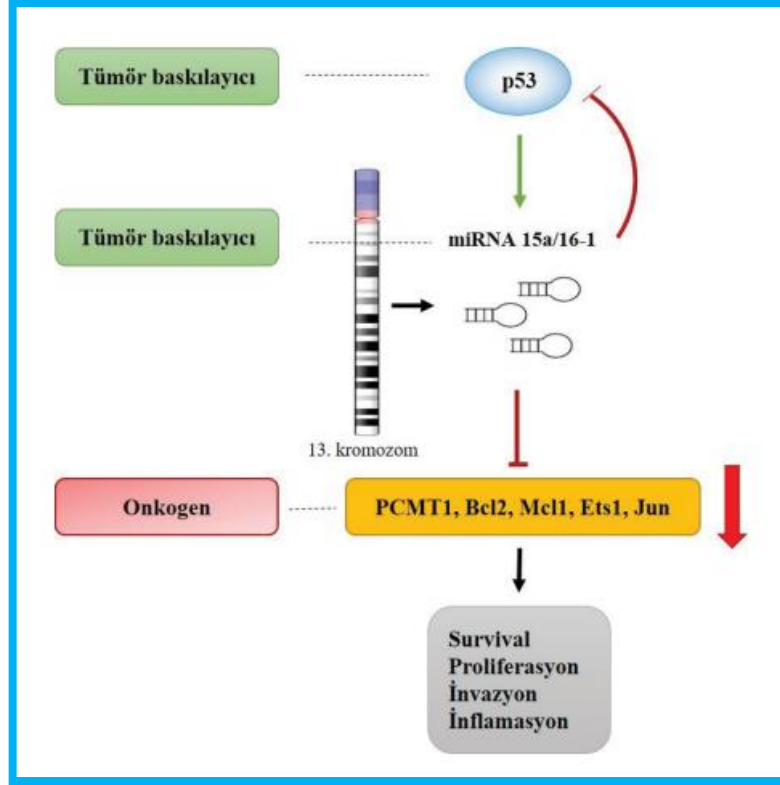 Tümör baskılayıcı
p53
Tümör baskılayıcı
miRNA 15a/16-1
13. kromozom
Onkogen
PCMT1, Bcl2, Mcl1, Ets1, Jun
Survival
Proliferasyon
İnvazyon
İnflamasyon